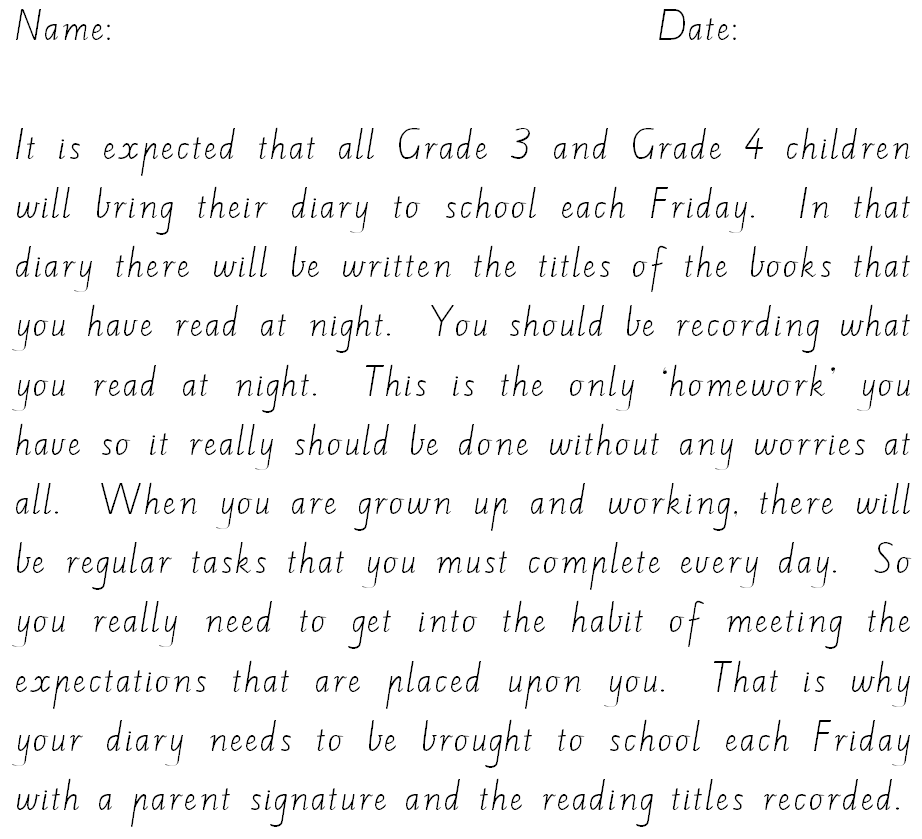 Name: Date:
It is expected that all Grade 3 and Grade 4 children
will bring their diary to school each Friday.  In that
diary there will be written the titles of the books that
you have read at night.  You should be recording what
you read at night.  This is the only 'homework' you
have so it really should be done without any worries at
all.  When you are grown up and working, there will
be regular tasks that you must complete every day.  So
you really need to get into the habit of meeting the
expectations that are placed upon you.  That is why
your diary needs to be brought to school each Friday
with a parent signature and the reading titles recorded.